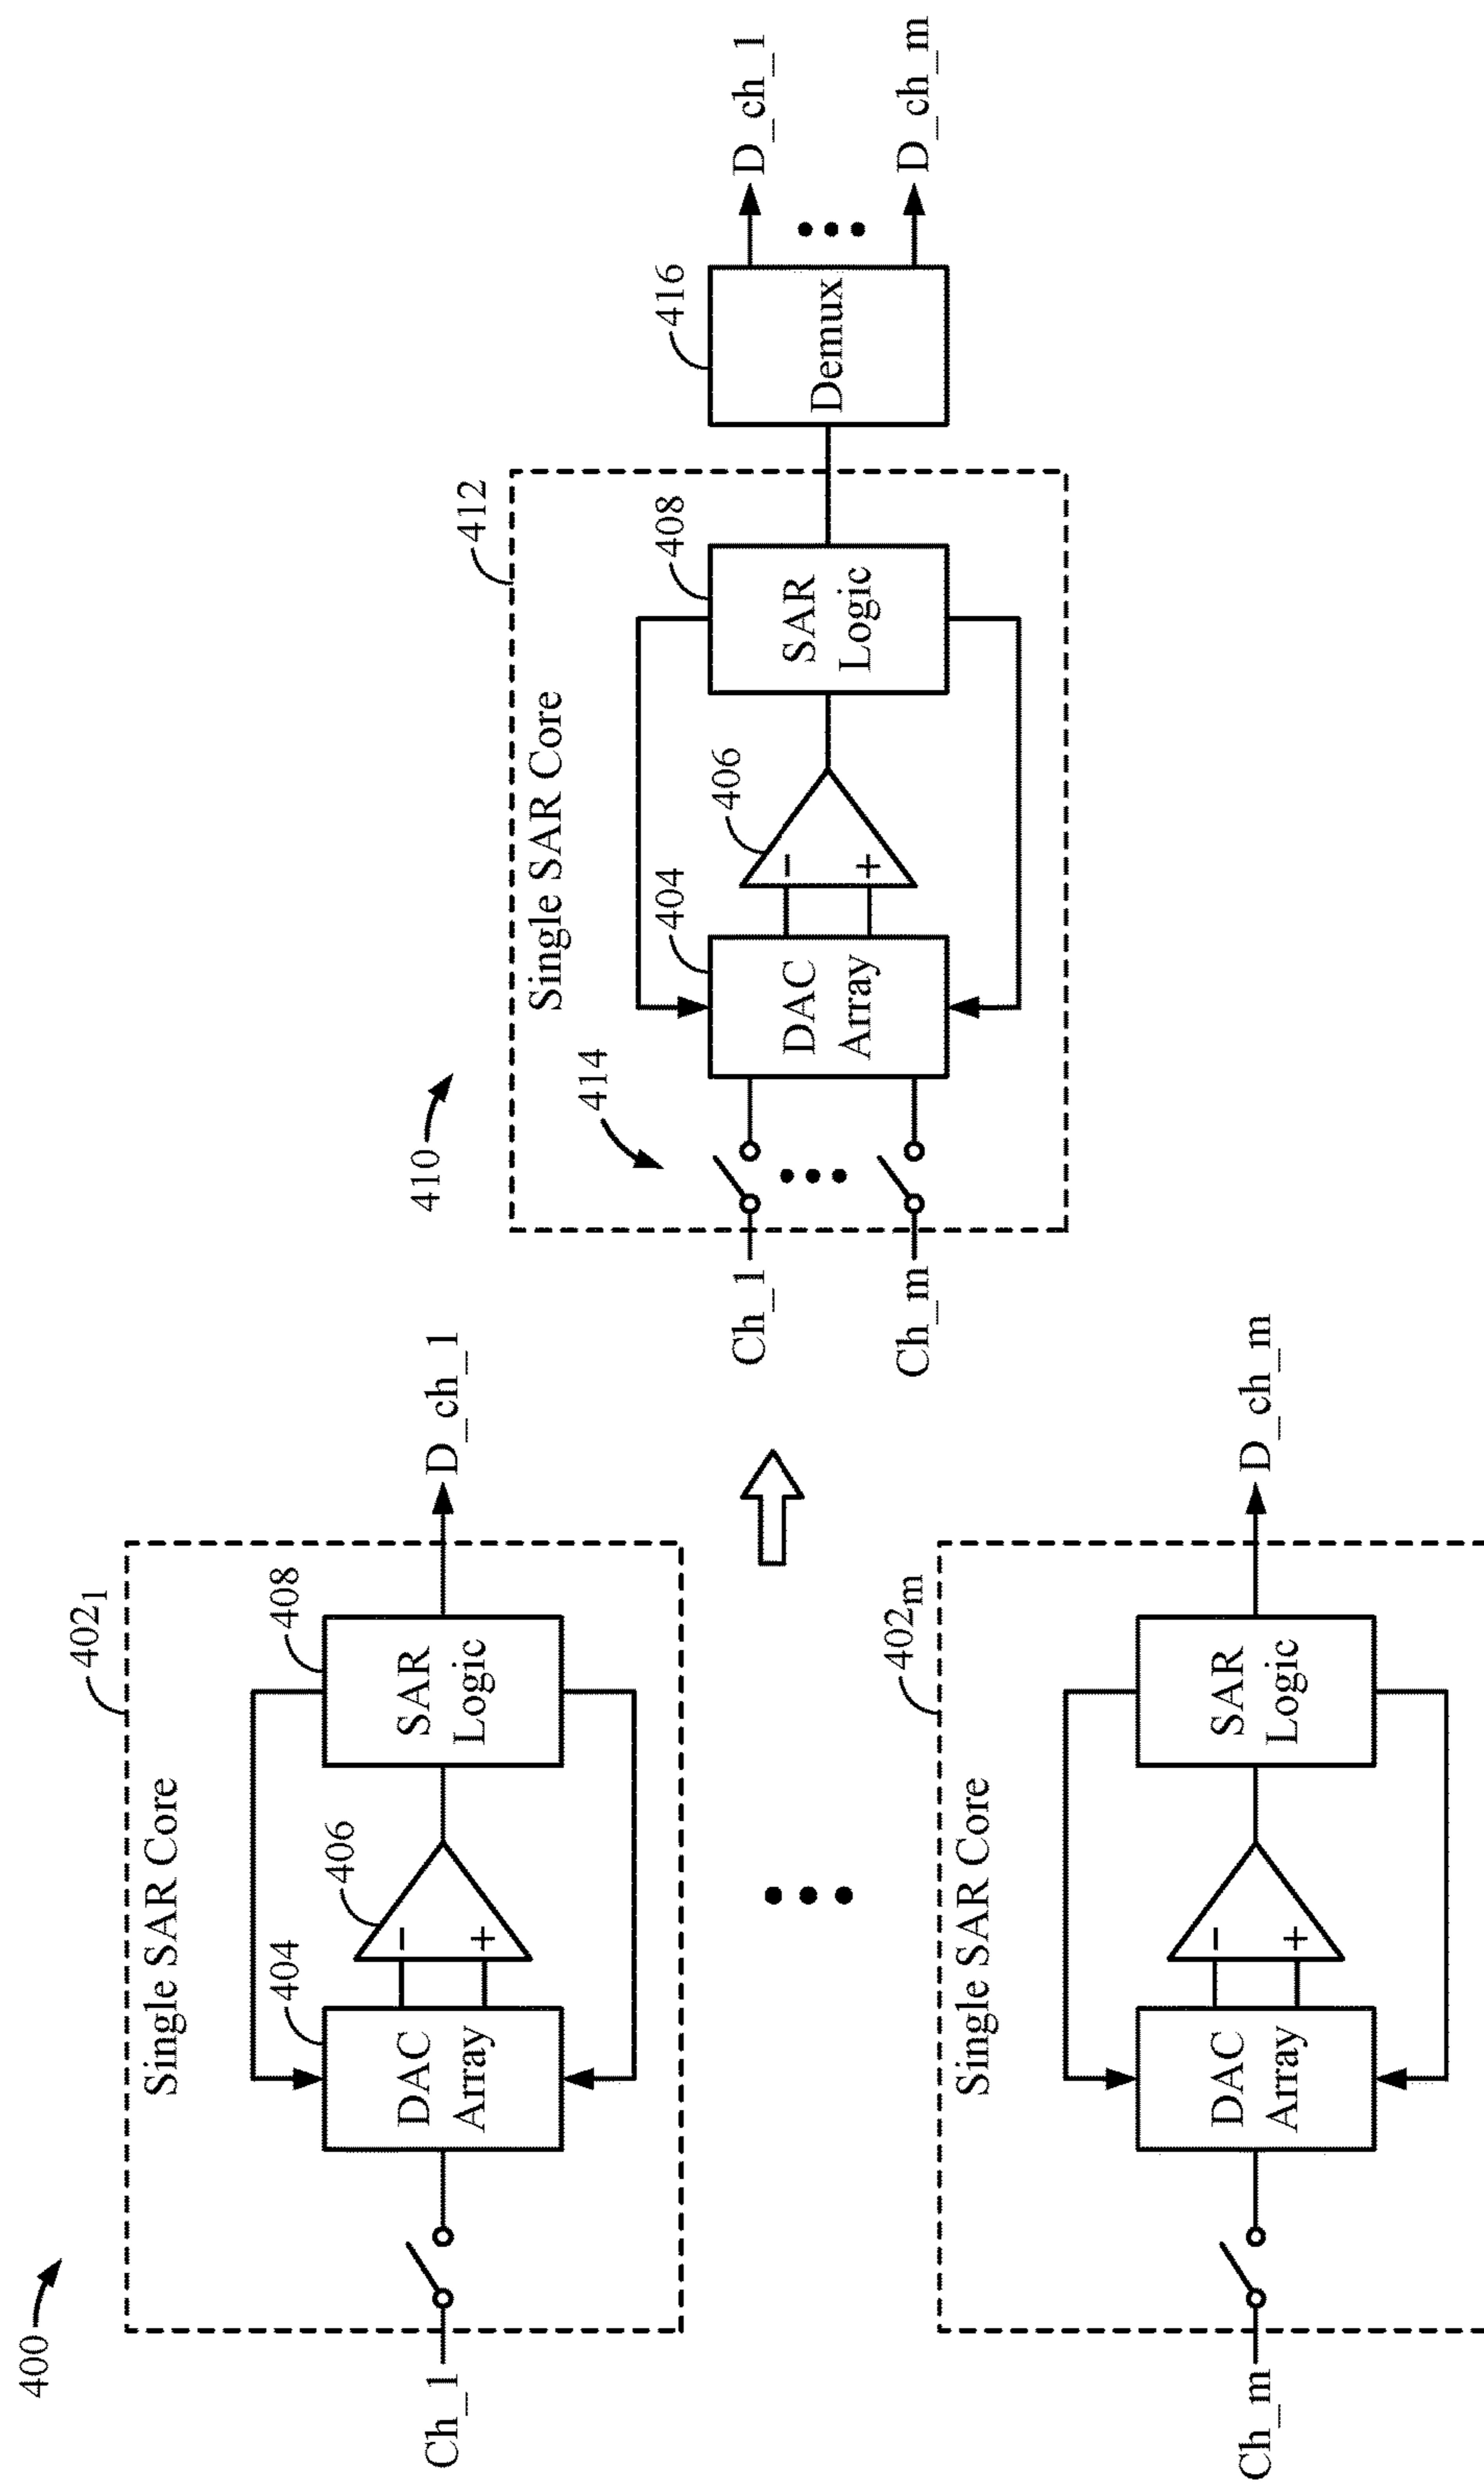 400
402₁
Single SAR Core
404
406
408
Ch_1
DAC
Array
−
+
SAR
Logic
D_ch_1
402ₘ
Single SAR Core
Ch_m
DAC
Array
−
+
SAR
Logic
D_ch_m
410
412
Single SAR Core
414
404
406
408
416
Ch_1
Ch_m
DAC
Array
−
+
SAR
Logic
Demux
D_ch_1
D_ch_m